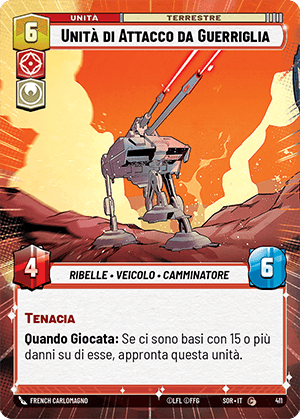 UNITÀ
TERRESTRE
6
UNITÀ DI ATTACCO DA GUERRIGLIA
4
RIBELLE • VEICOLO • CAMMINATORE
6
TENACIA
Quando Giocata: Se ci sono basi con 15 o più
danni su di esse, appronta questa unità.
FRENCH CARLOMAGNO
©LFL ©FFG
SOR • IT
C
411